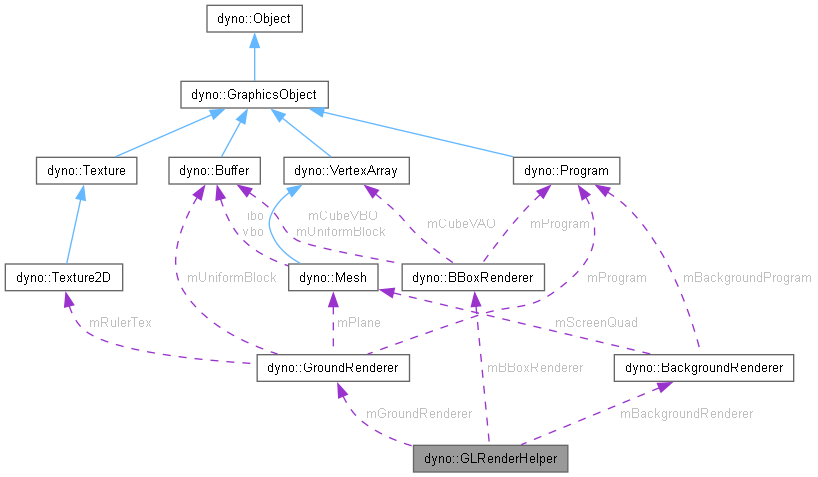 dyno::Object
dyno::GraphicsObject
dyno::Texture
dyno::Buffer
dyno::VertexArray
dyno::Program
ibo
vbo
mCubeVBO
mUniformBlock
mCubeVAO
mProgram
dyno::Texture2D
mUniformBlock
dyno::Mesh
dyno::BBoxRenderer
mProgram
mBackgroundProgram
mRulerTex
mPlane
mScreenQuad
dyno::GroundRenderer
mBBoxRenderer
dyno::BackgroundRenderer
mGroundRenderer
mBackgroundRenderer
dyno::GLRenderHelper